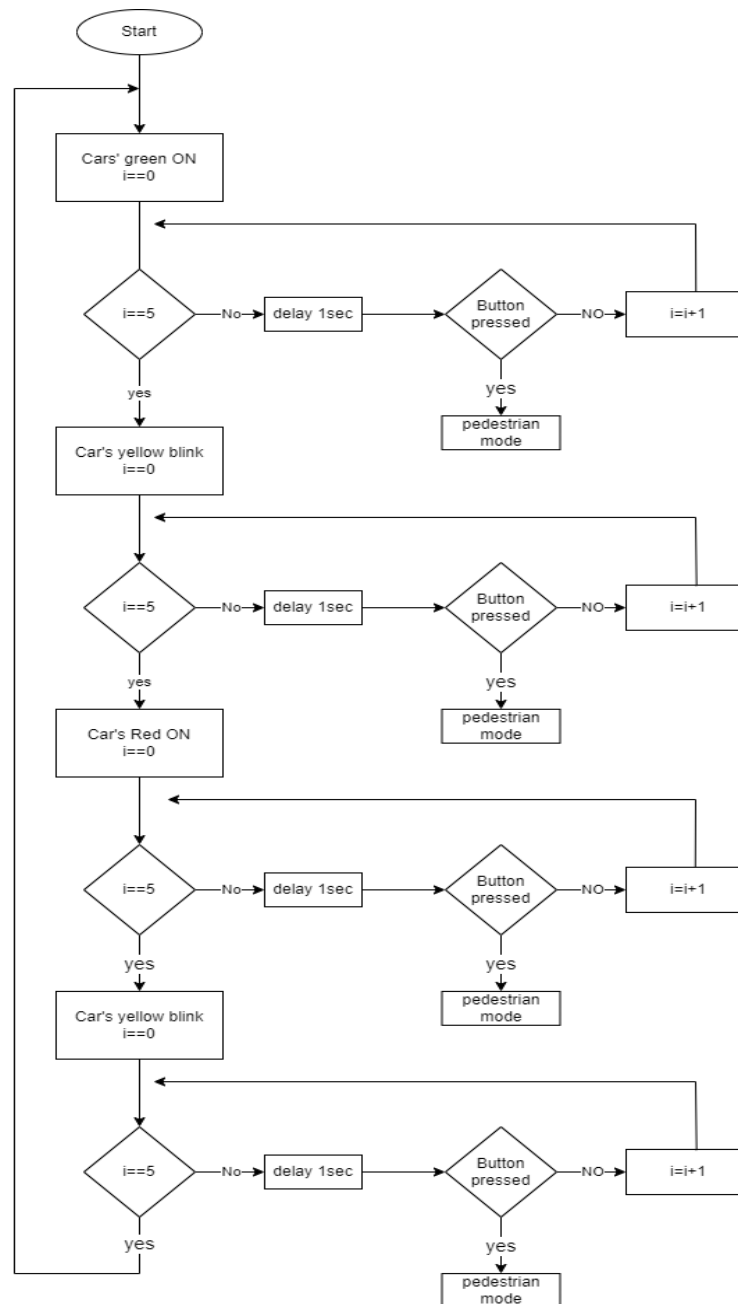 Start
Cars' green ON
i==0
i==5
No
delay 1sec
Button
pressed
NO
i=i+1
yes
yes
pedestrian
mode
Car's yellow blink
i==0
i==5
No
delay 1sec
Button
pressed
NO
i=i+1
yes
yes
pedestrian
mode
Car's Red ON
i==0
i==5
No
delay 1sec
Button
pressed
NO
i=i+1
yes
yes
pedestrian
mode
Car's yellow blink
i==0
i==5
No
delay 1sec
Button
pressed
NO
i=i+1
yes
yes
pedestrian
mode